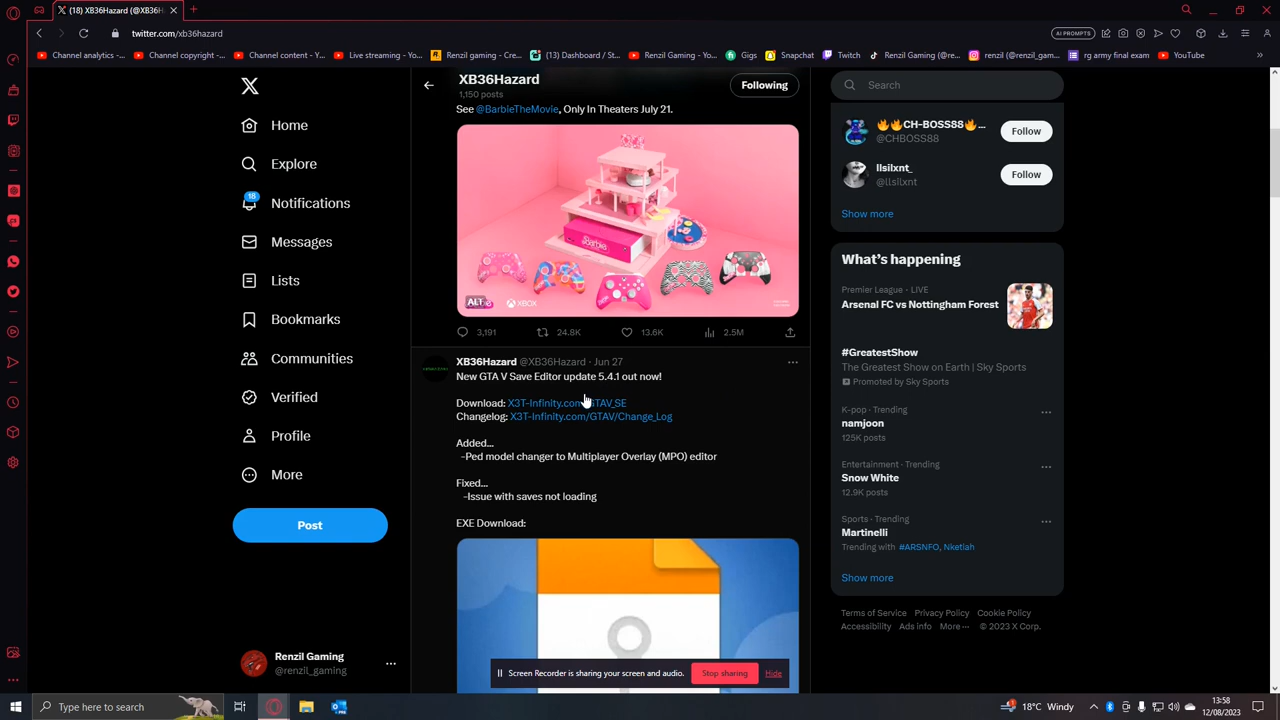 (18) XB36Hazard (@XB36H
twitter.com/xb36hazard
AI PROMPTS
Channel analytics -...
Channel copyright -...
Channel content - Y...
Live streaming - Yo...
Renzil gaming - Cre...
(13) Dashboard / St...
Renzil Gaming - Yo...
Gigs
Snapchat
Twitch
Renzil Gaming (@re...
renzil (@renzil_gam...
rg army final exam
YouTube
Home
Explore
18
Notifications
Messages
Lists
Bookmarks
Communities
Verified
Profile
More
Post
Renzil Gaming
@renzil_gaming
XB36Hazard
1,150 posts
Following
See @BarbieTheMovie, Only In Theaters July 21.
Barbie
ALT
XBOX
3,191
24.8K
13.6K
2.5M
XB36Hazard @XB36Hazard · Jun 27
New GTA V Save Editor update 5.4.1 out now!
Download: X3T-Infinity.com/GTAV_SE
Changelog: X3T-Infinity.com/GTAV/Change_Log
Added...
-Ped model changer to Multiplayer Overlay (MPO) editor
Fixed...
-Issue with saves not loading
EXE Download:
Screen Recorder is sharing your screen and audio.
Stop sharing
Hide
Search
CH-BOSS88 ...
@CHBOSS88
Follow
llsilxnt_
@llsilxnt
Follow
Show more
What's happening
Premier League · LIVE
Arsenal FC vs Nottingham Forest
#GreatestShow
The Greatest Show on Earth | Sky Sports
Promoted by Sky Sports
K-pop · Trending
namjoon
125K posts
Entertainment · Trending
Snow White
12.9K posts
Sports · Trending
Martinelli
Trending with #ARSNFO, Nketiah
Show more
Terms of Service Privacy Policy Cookie Policy
Accessibility Ads info More ··· © 2023 X Corp.
Type here to search
18°C Windy
13:58
12/08/2023